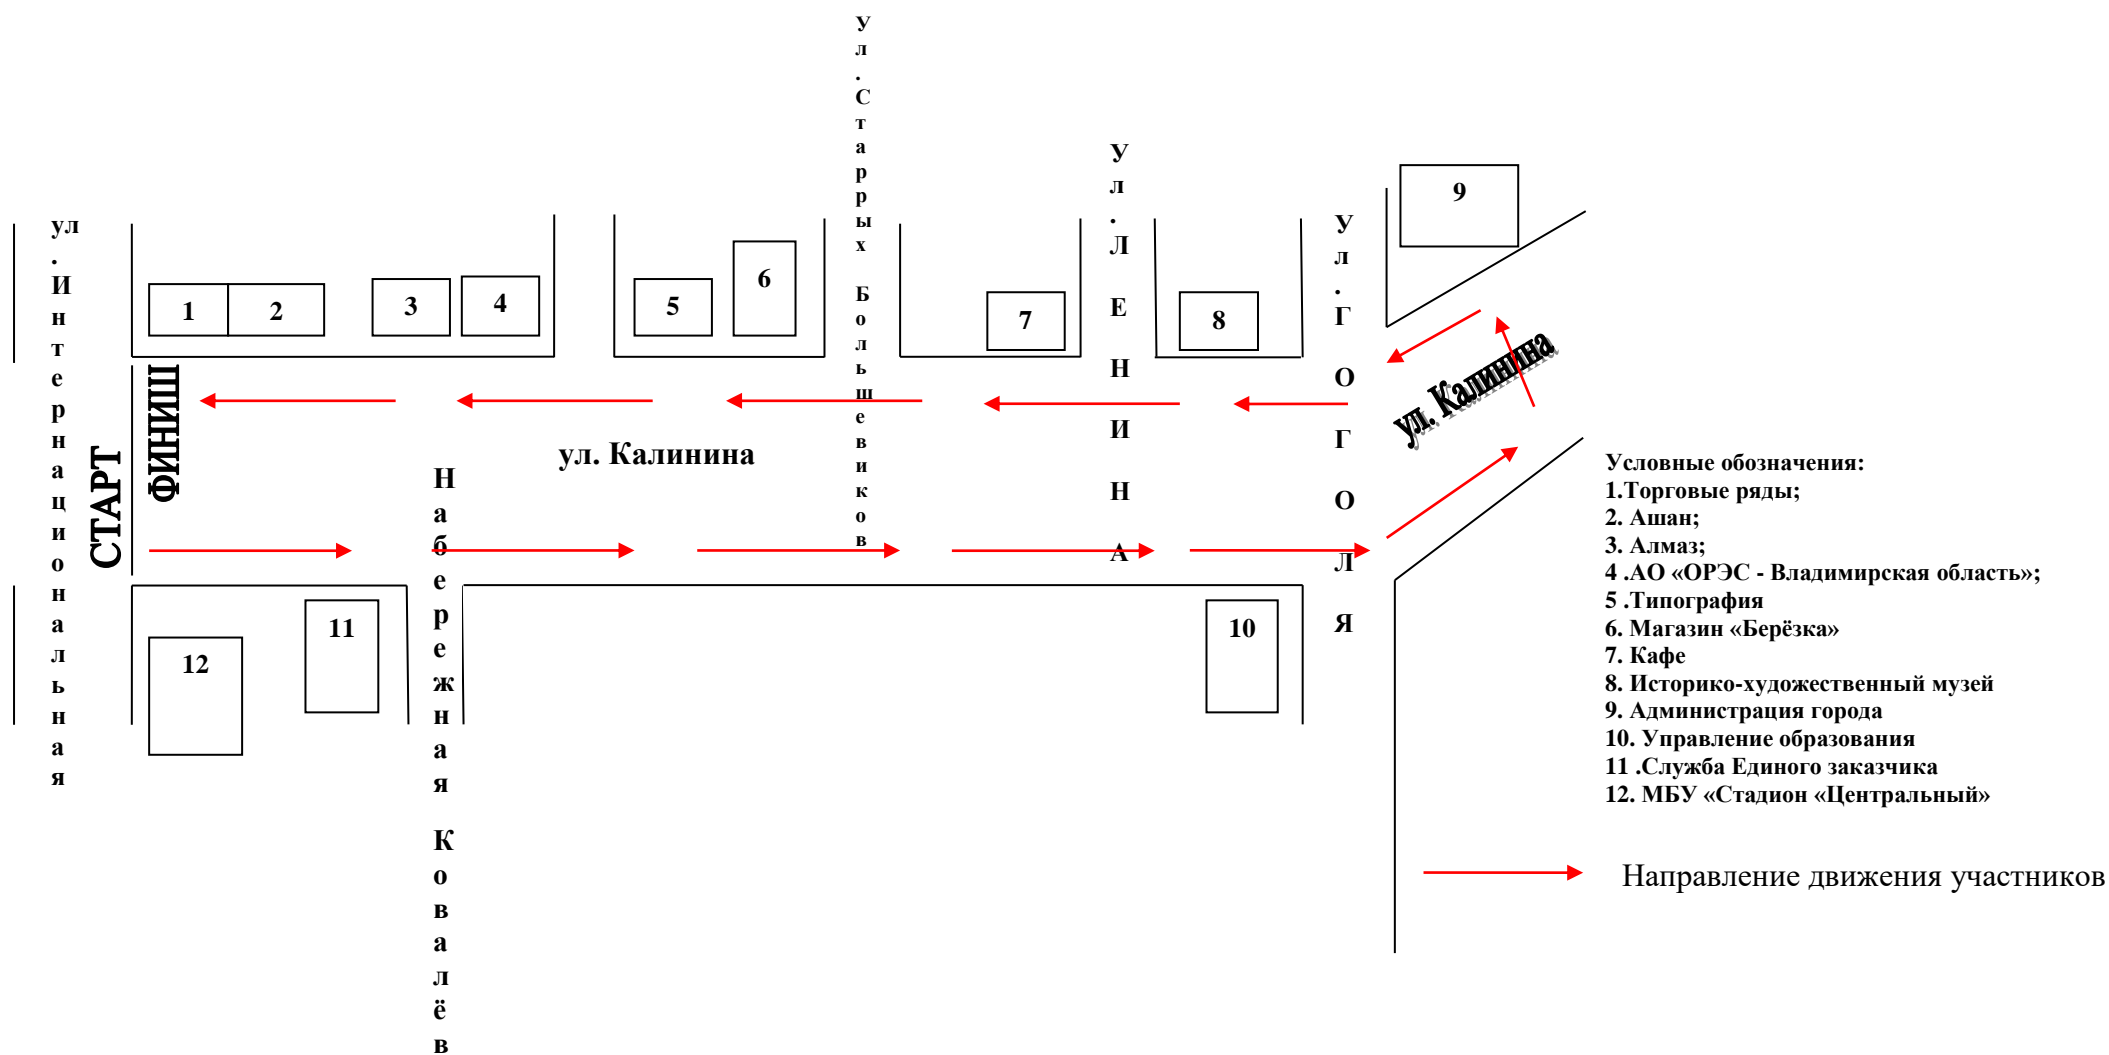 ул. Интернациональная
СТАРТ
ФИНИШ
1
2
3
4
5
6
Ул.Старрых Большевиков
7
Ул. ЛЕНИНА
8
Ул. ГОГОЛЯ
9
ул. Калинина
ул. Калинина
Набережная Ковалёв
10
11
12
Условные обозначения:
1.Торговые ряды;
2. Ашан;
3. Алмаз;
4 .АО «ОРЭС - Владимирская область»;
5 .Типография
6. Магазин «Берёзка»
7. Кафе
8. Историко-художественный музей
9. Администрация города
10. Управление образования
11 .Служба Единого заказчика
12. МБУ «Стадион «Центральный»
Направление движения участников